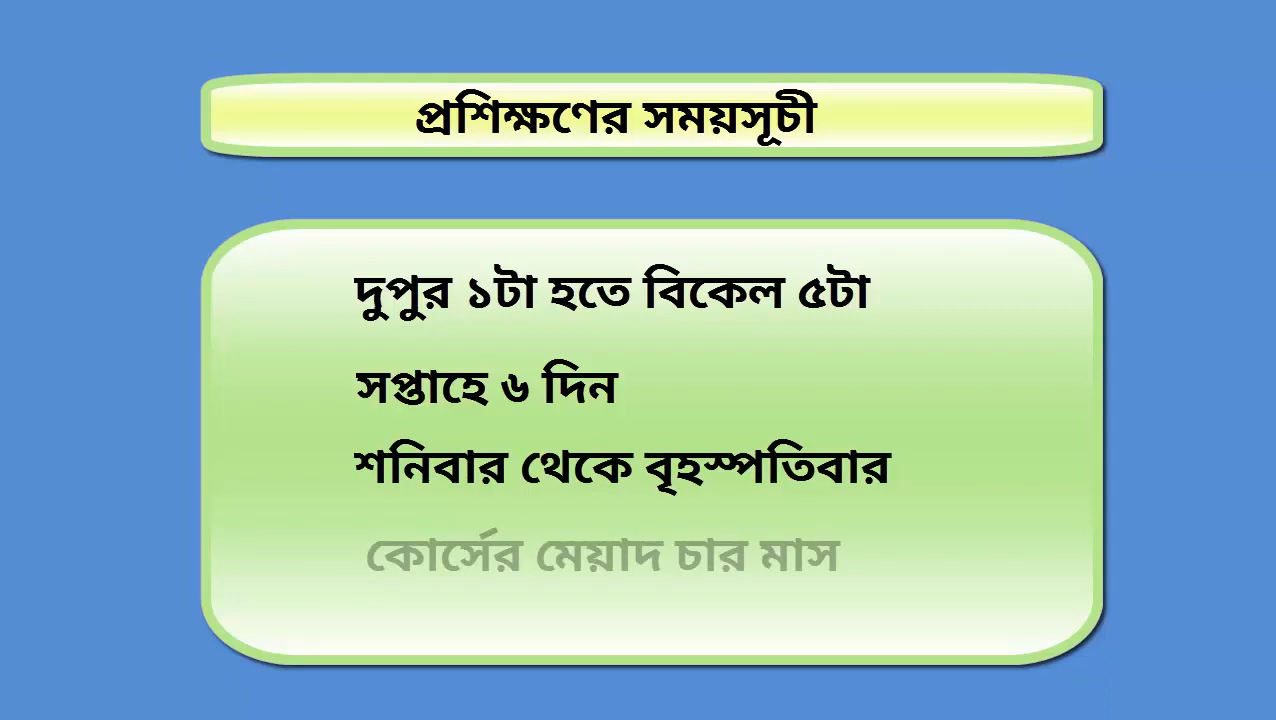 প্রশিক্ষণের সময়সূচী
দুপুর ১টা হতে বিকেল ৫টা
সপ্তাহে ৬ দিন
শনিবার থেকে বৃহস্পতিবার
কোর্সের মেয়াদ চার মাস